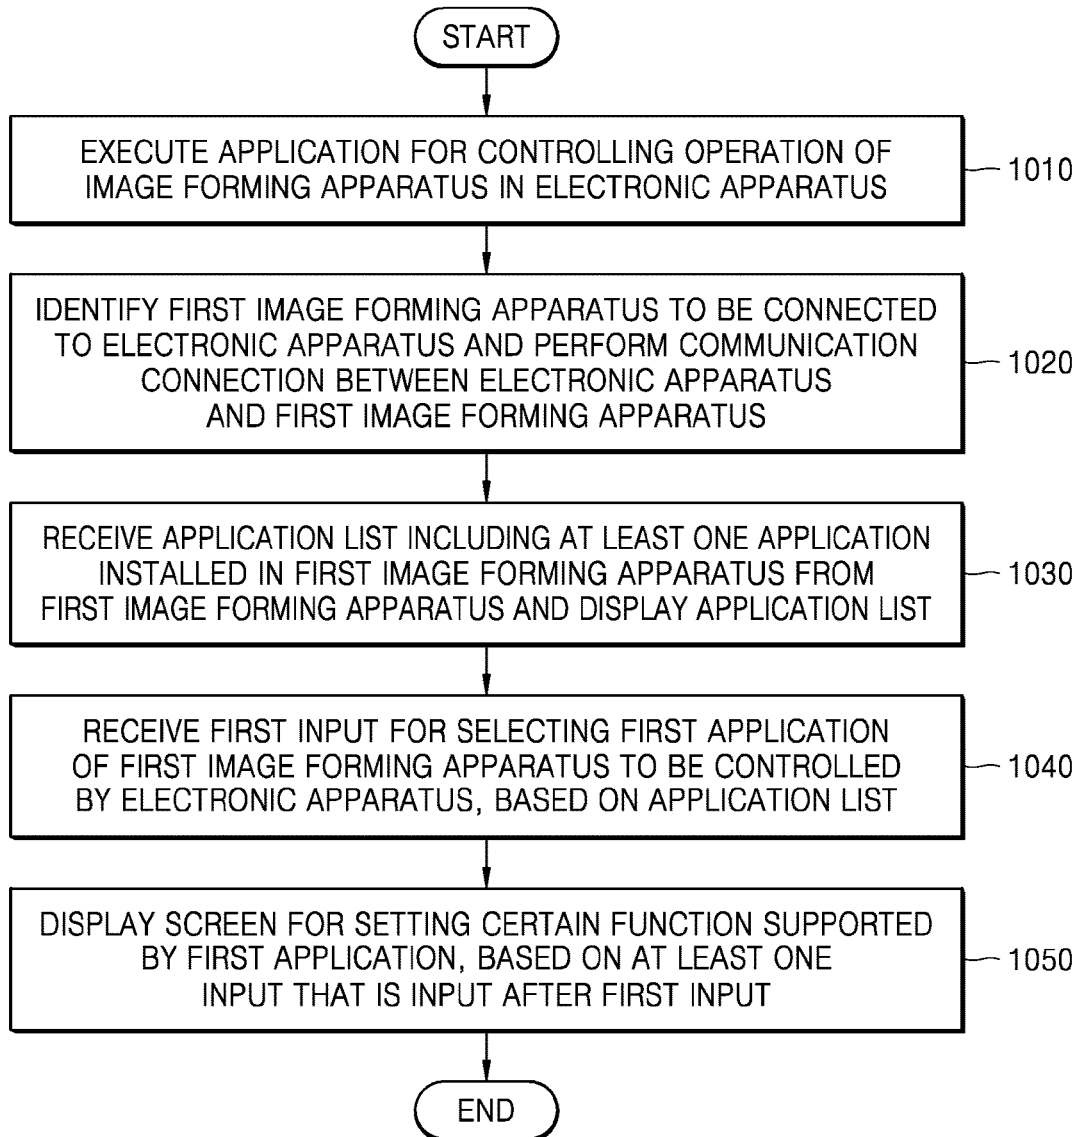 START
EXECUTE APPLICATION FOR CONTROLLING OPERATION OF
IMAGE FORMING APPARATUS IN ELECTRONIC APPARATUS
1010
IDENTIFY FIRST IMAGE FORMING APPARATUS TO BE CONNECTED
TO ELECTRONIC APPARATUS AND PERFORM COMMUNICATION
CONNECTION BETWEEN ELECTRONIC APPARATUS
AND FIRST IMAGE FORMING APPARATUS
1020
RECEIVE APPLICATION LIST INCLUDING AT LEAST ONE APPLICATION
INSTALLED IN FIRST IMAGE FORMING APPARATUS FROM
FIRST IMAGE FORMING APPARATUS AND DISPLAY APPLICATION LIST
1030
RECEIVE FIRST INPUT FOR SELECTING FIRST APPLICATION
OF FIRST IMAGE FORMING APPARATUS TO BE CONTROLLED
BY ELECTRONIC APPARATUS, BASED ON APPLICATION LIST
1040
DISPLAY SCREEN FOR SETTING CERTAIN FUNCTION SUPPORTED
BY FIRST APPLICATION, BASED ON AT LEAST ONE
INPUT THAT IS INPUT AFTER FIRST INPUT
1050
END